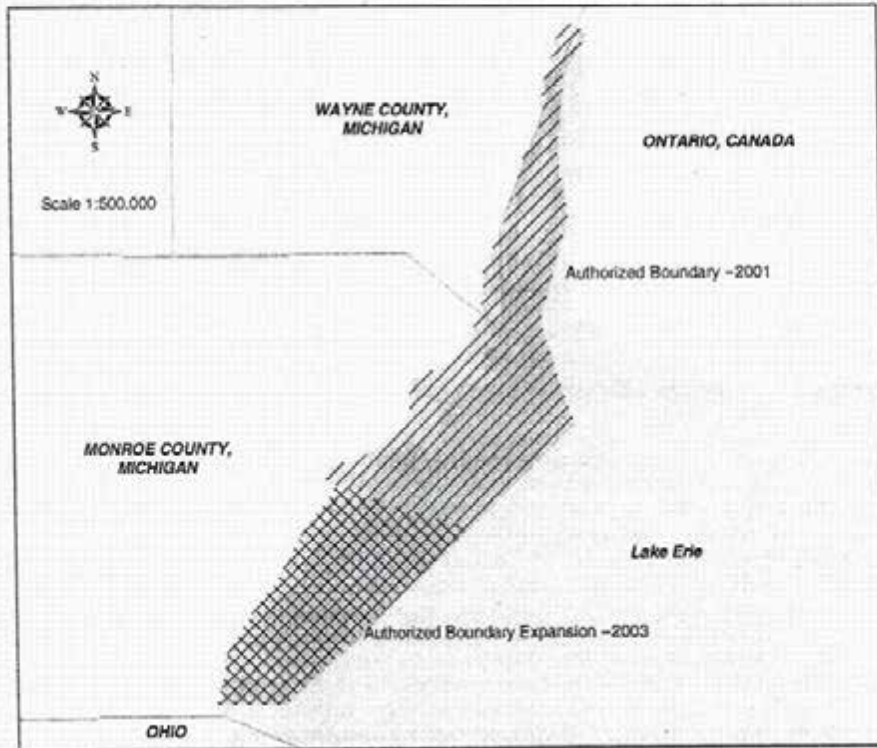 N
W E
S
WAYNE COUNTY,
MICHIGAN
ONTARIO, CANADA
Scale 1:500.000
Authorized Boundary –2001
MONROE COUNTY,
MICHIGAN
Lake Erie
Authorized Boundary Expansion –2003
OHIO